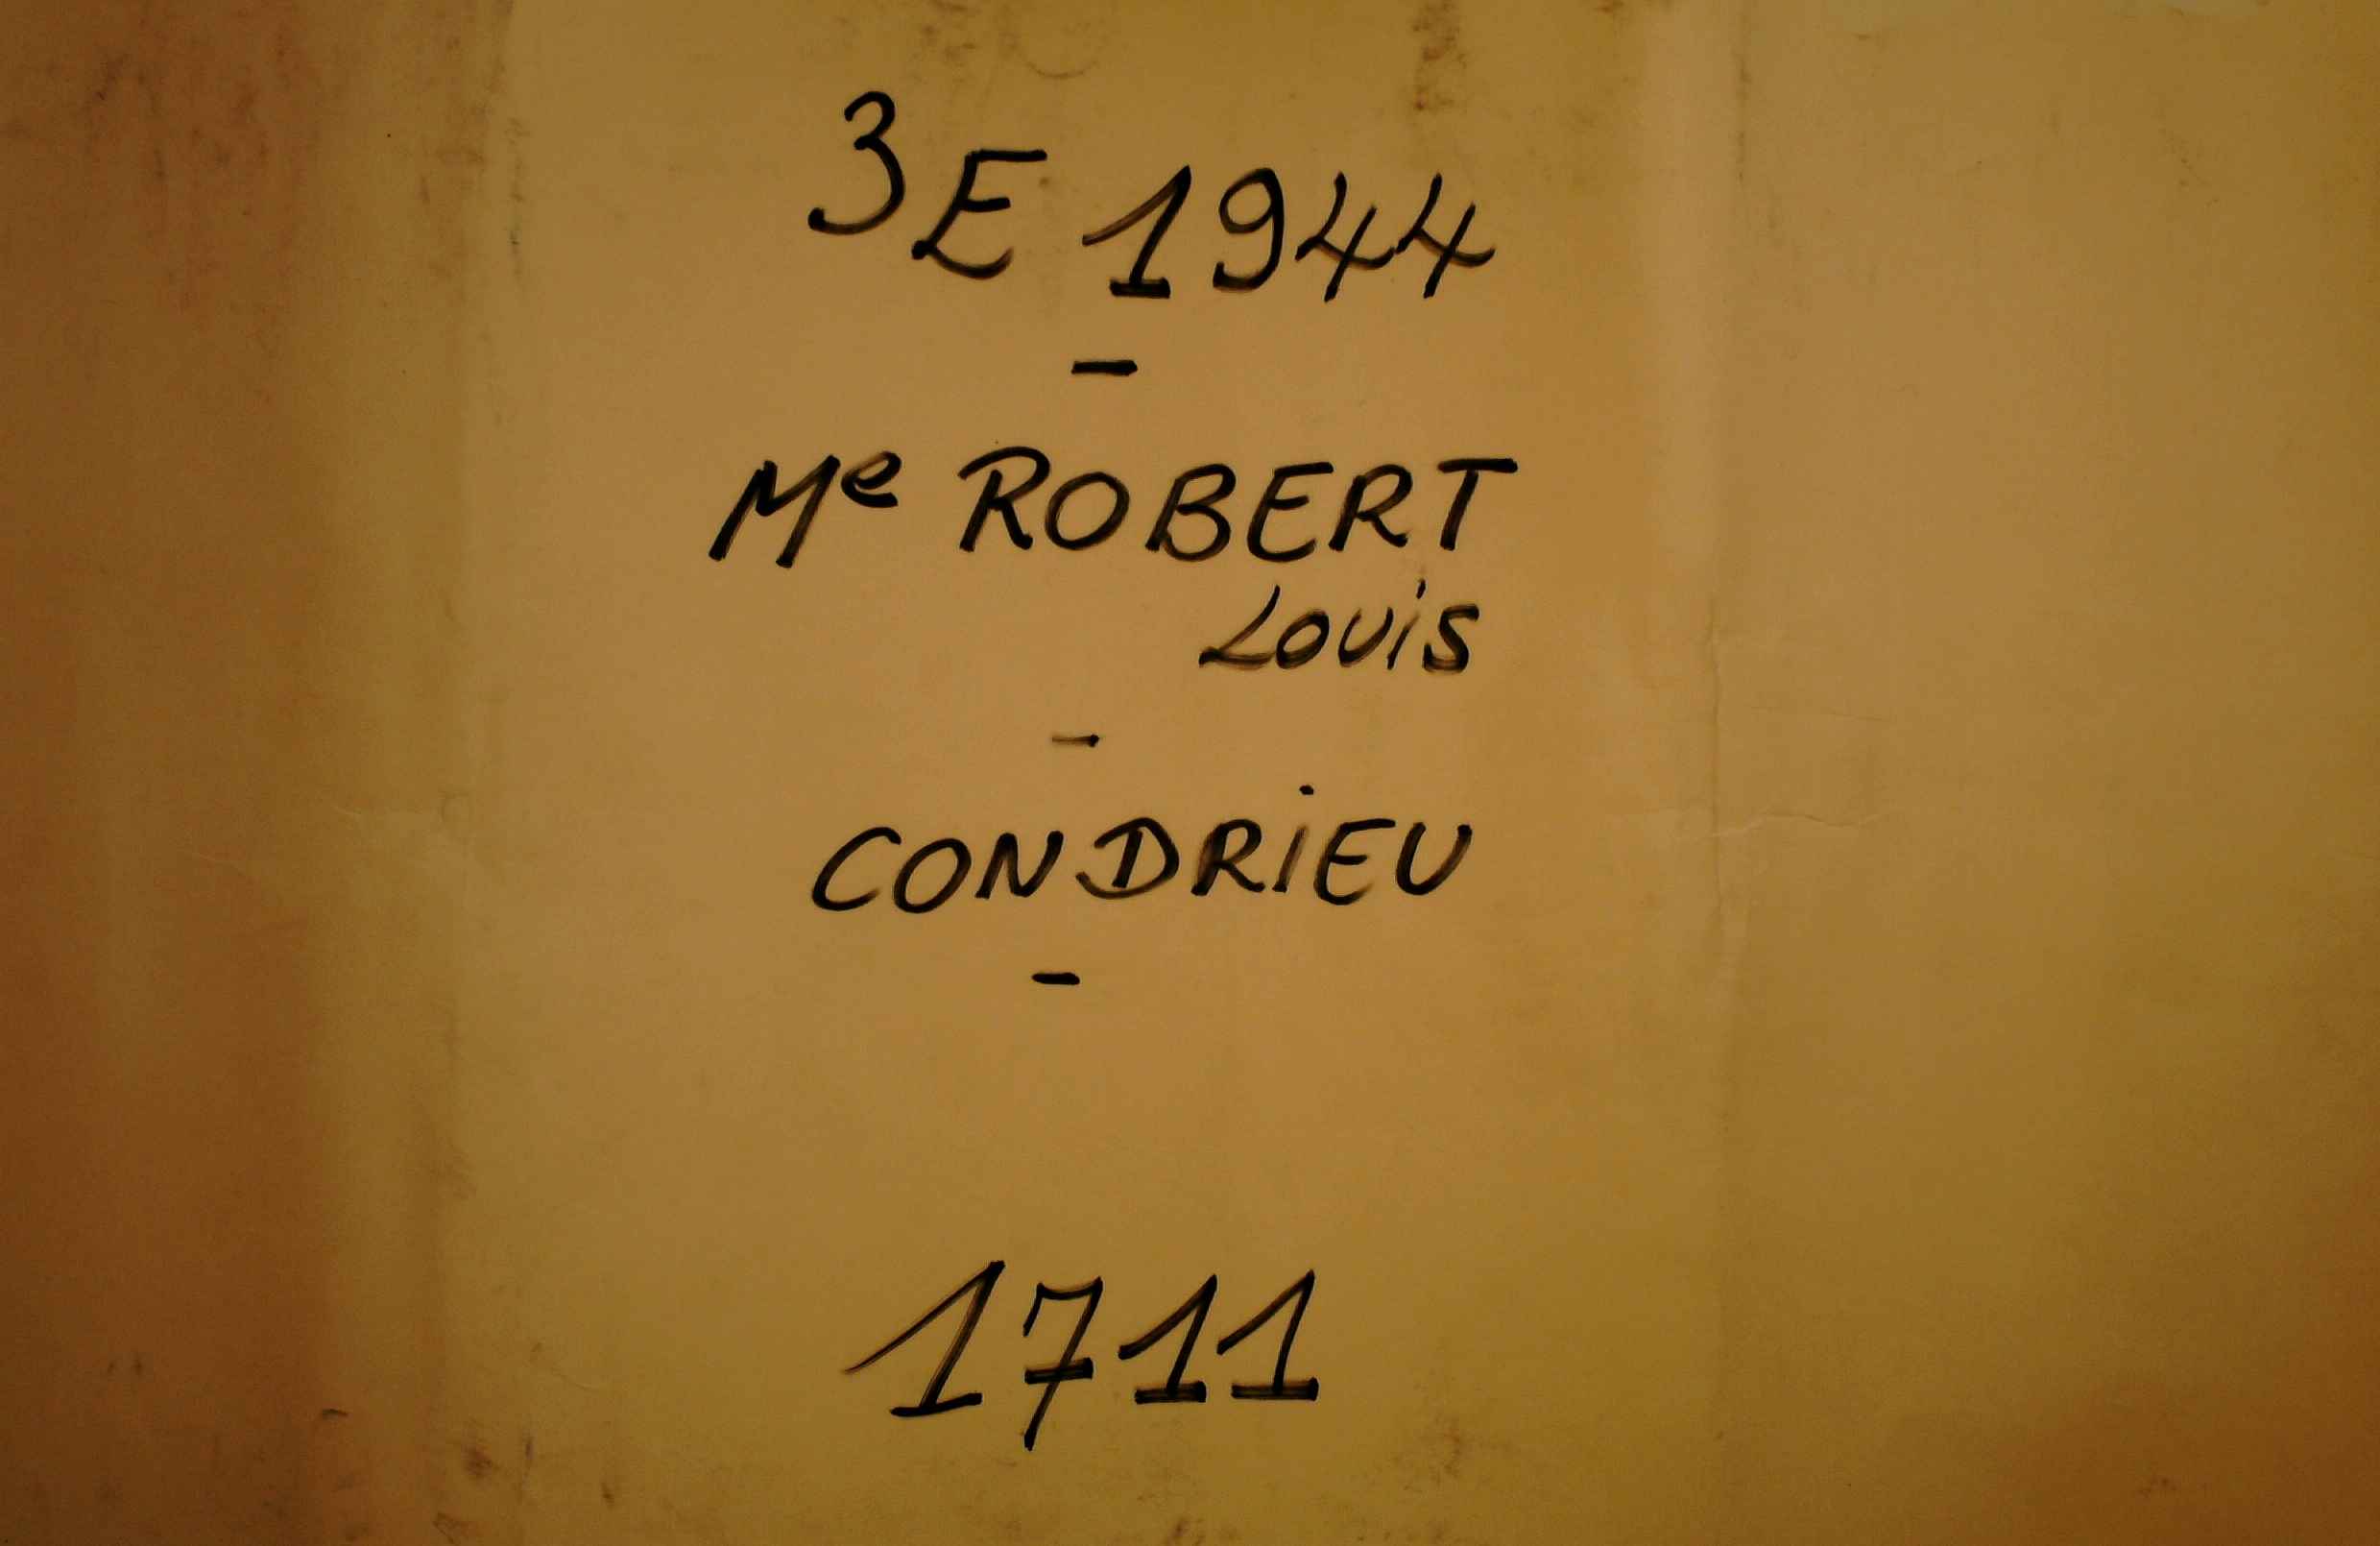 3E 1944
-
Me ROBERT
Louis
-
CONDRiEU
-
1711